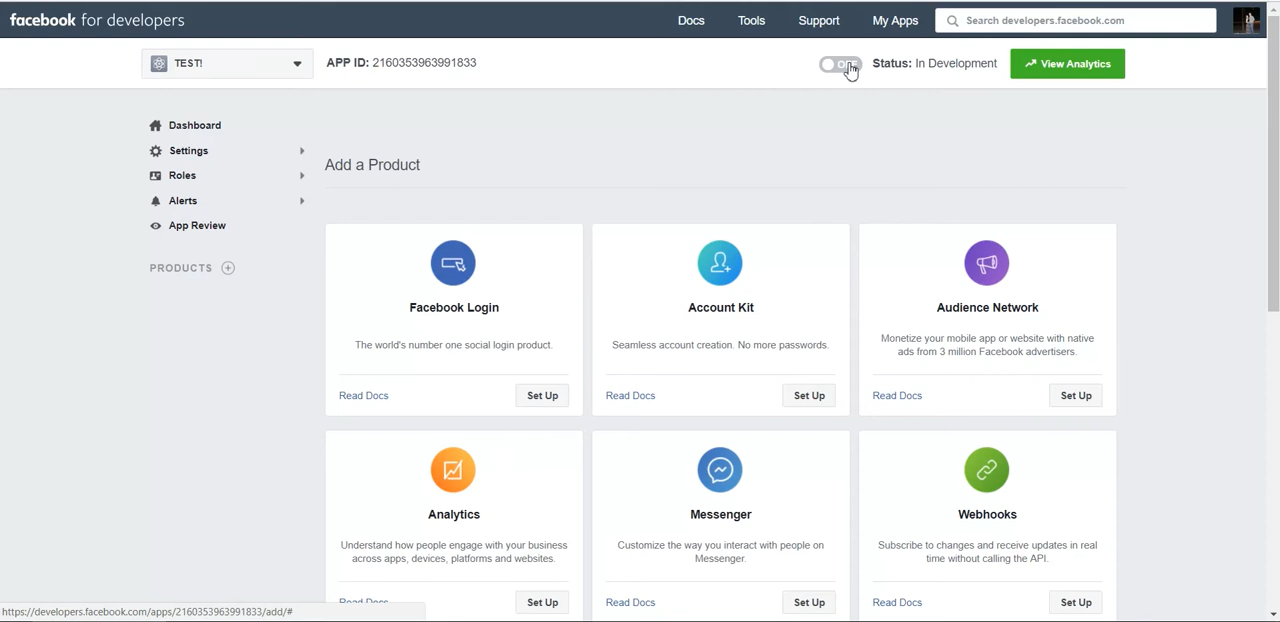 facebook for developers
Docs
Tools
Support
My Apps
Search developers.facebook.com
TEST!
APP ID: 2160353963991833
Status: In Development
View Analytics
Dashboard
Settings
Roles
Alerts
App Review
PRODUCTS
Add a Product
Facebook Login
The world's number one social login product.
Read Docs
Set Up
Account Kit
Seamless account creation. No more passwords.
Read Docs
Set Up
Audience Network
Monetize your mobile app or website with native
ads from 3 million Facebook advertisers.
Read Docs
Set Up
Analytics
Understand how people engage with your business
across apps, devices, platforms and websites.
Read Docs
Set Up
Messenger
Customize the way you interact with people on
Messenger.
Read Docs
Set Up
Webhooks
Subscribe to changes and receive updates in real
time without calling the API.
Read Docs
Set Up
https://developers.facebook.com/apps/2160353963991833/add/#